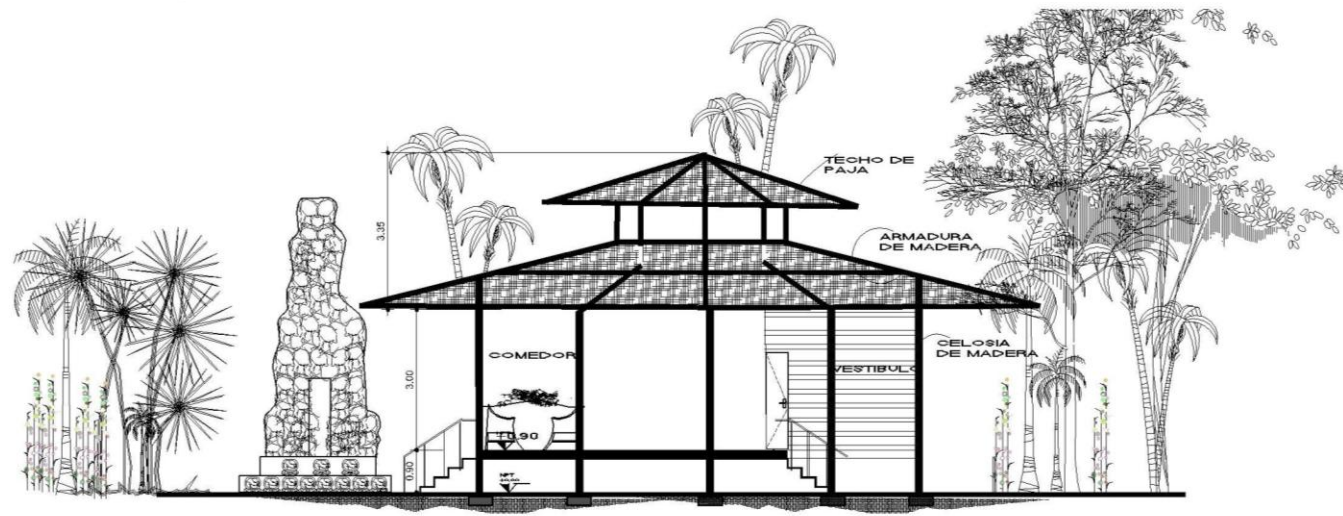 TECHO DE
PAJA
3.35
ARMADURA
DE MADERA
CELOSIA
DE MADERA
COMEDOR
VESTIBULO
3.00
+0.90
0.90
NPT